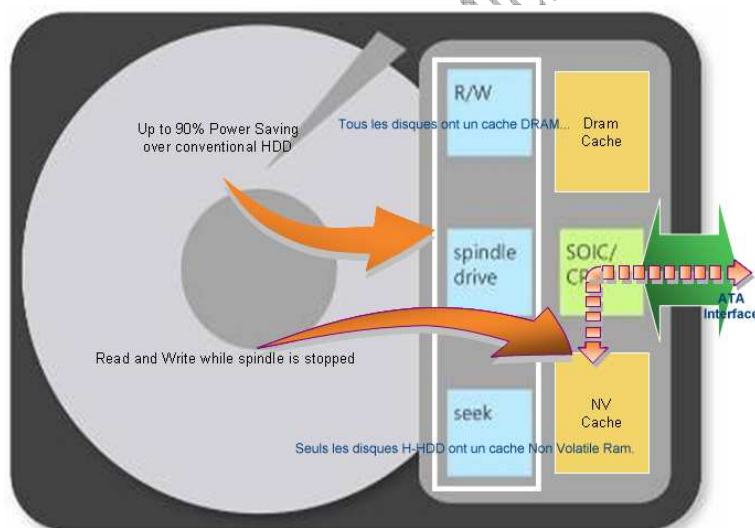 R/W
Up to 90% Power Saving
over conventional HDD
Tous les disques ont un cache DRAM...
Dram
Cache
spindle
drive
SOIC/
ATA
Interface
Read and Write while spindle is stopped
seek
NV
Cache
Seuls les disques H-HDD ont un cache Non Volatile Ram.